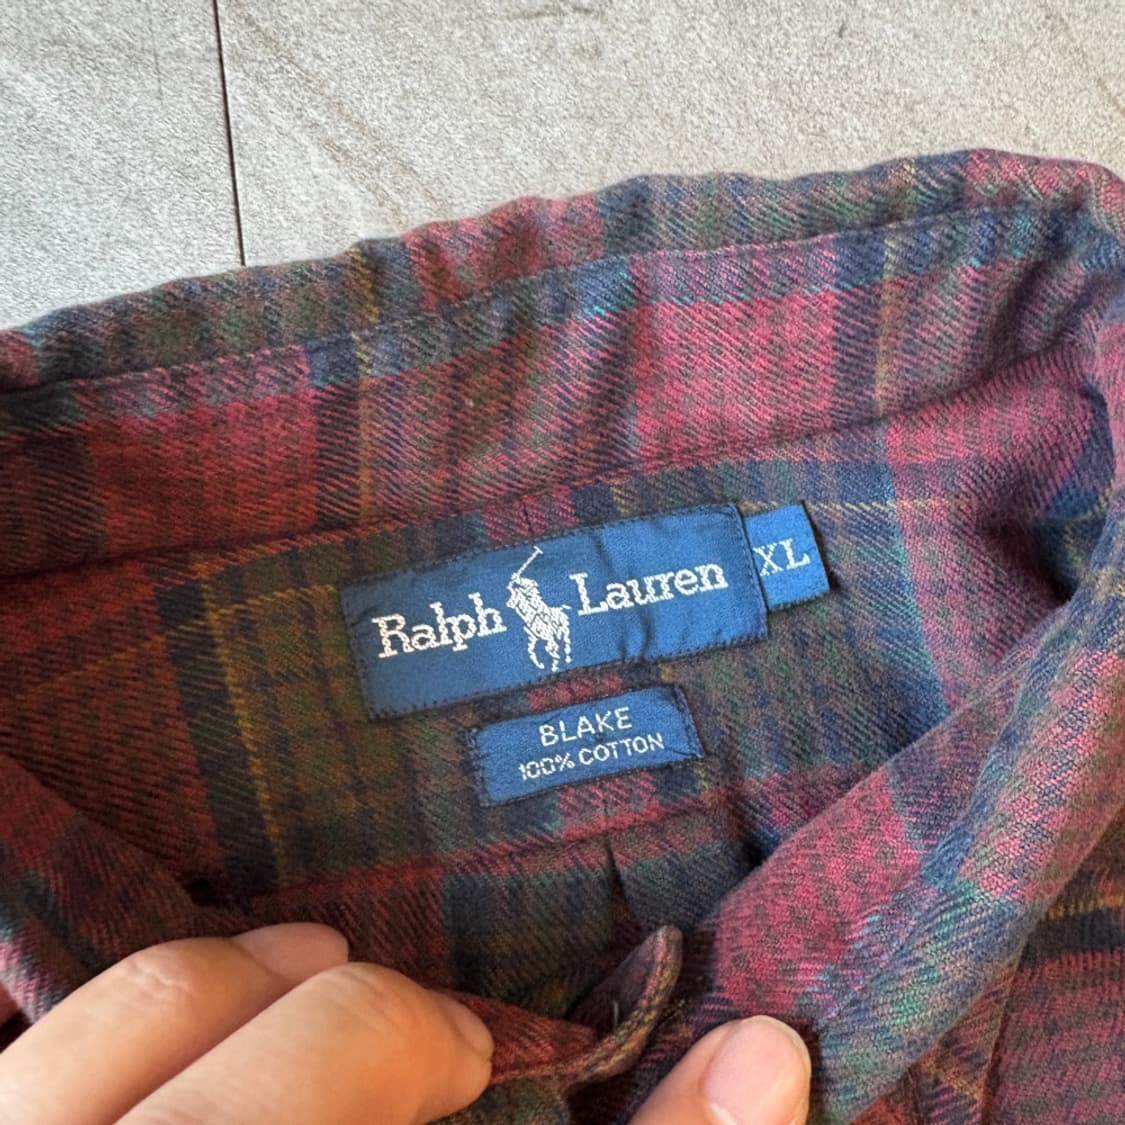 Ralph Lauren XL
BLAKE
100% COTTON